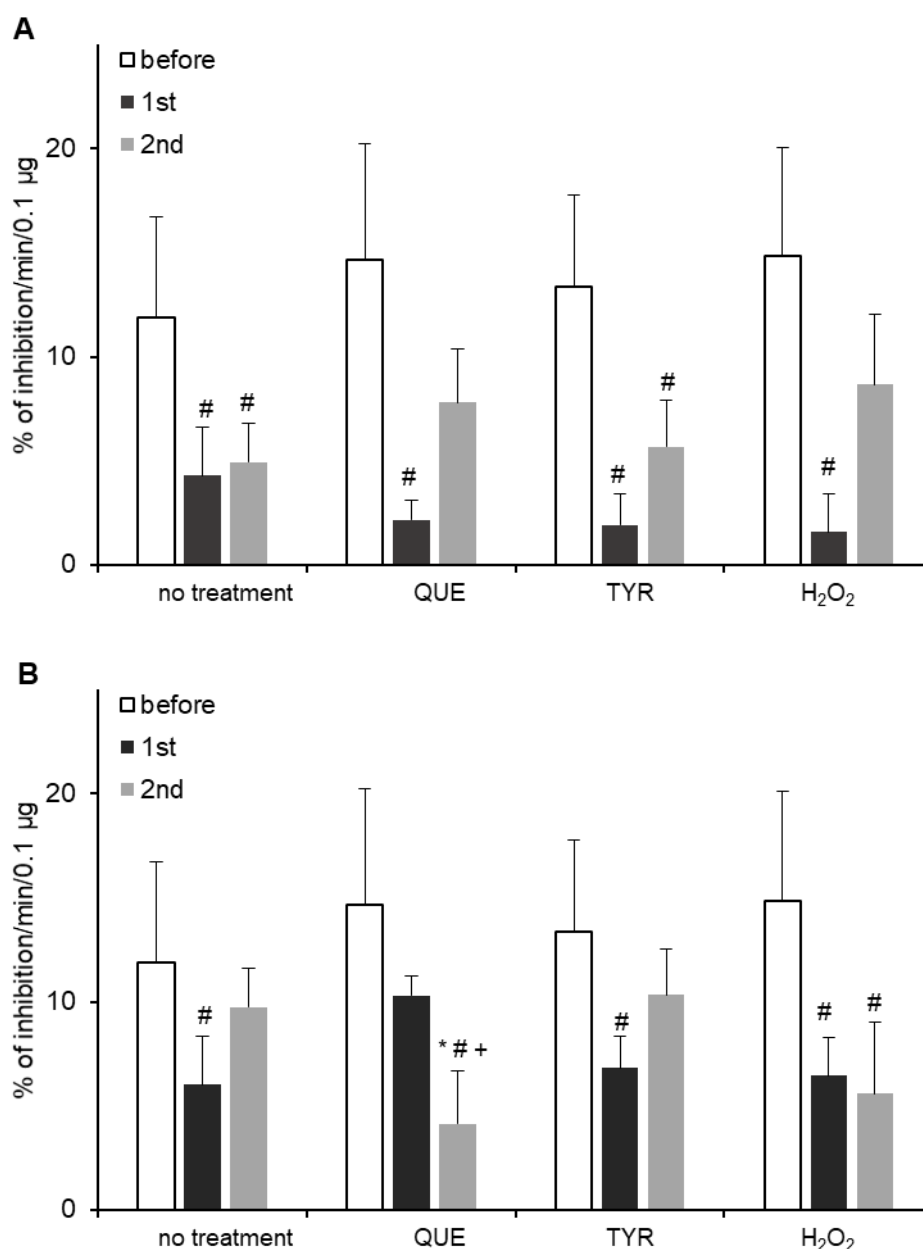 A
before
1st
2nd
% of inhibition/min/0.1 µg
20
10
0
#
#
#
#
#
#
no treatment
QUE
TYR
H₂O₂
B
before
1st
2nd
% of inhibition/min/0.1 µg
20
10
0
#
* # +
#
#
#
no treatment
QUE
TYR
H₂O₂